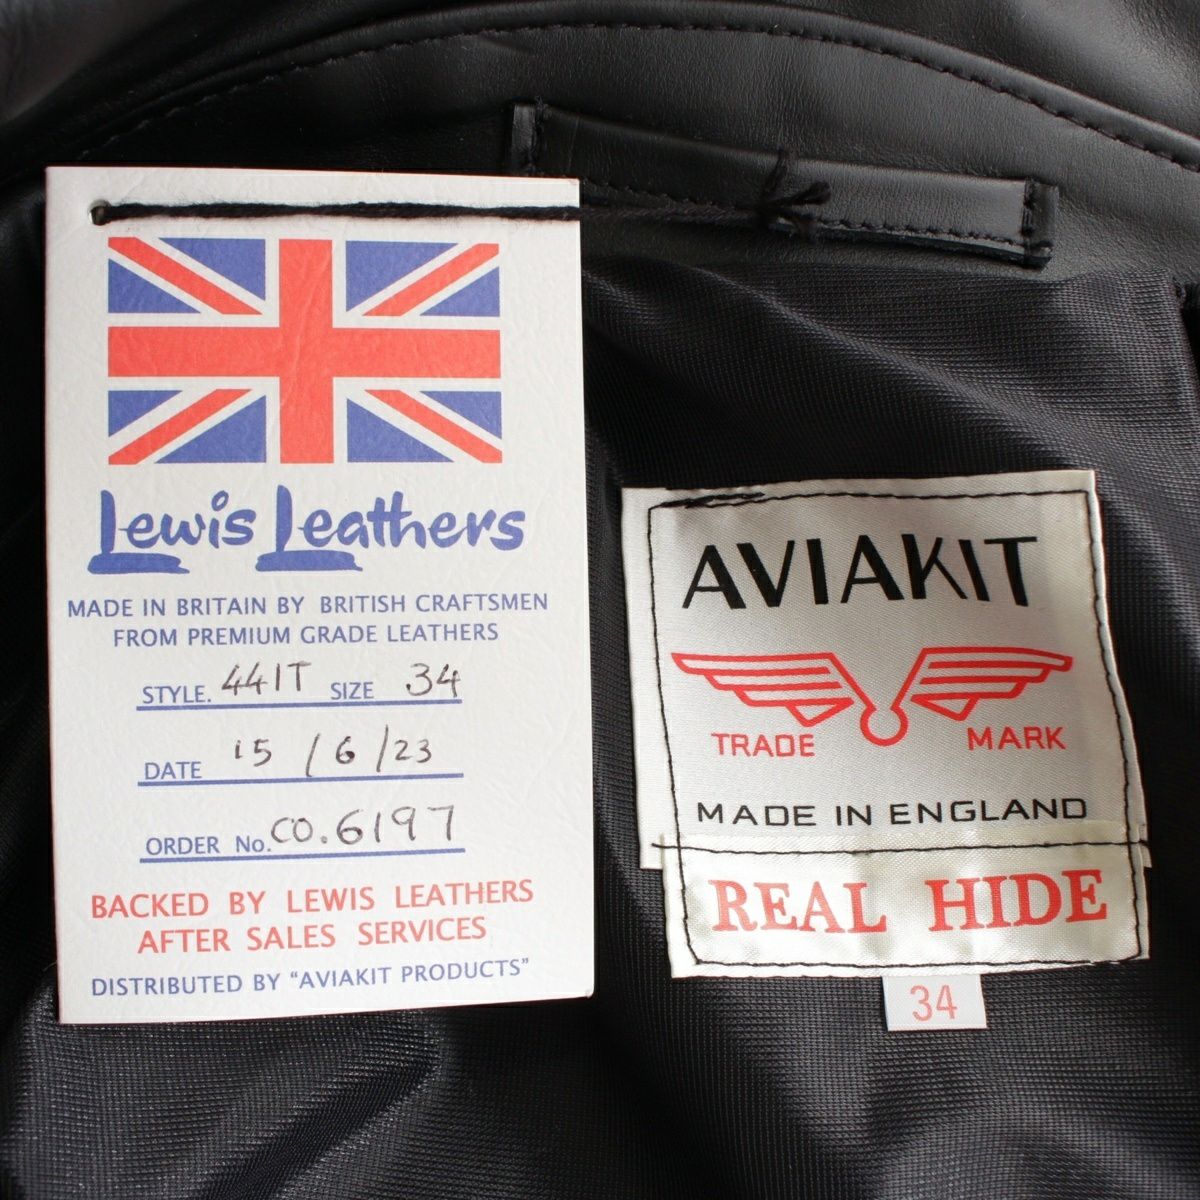 Lewis Leathers
MADE IN BRITAIN BY BRITISH CRAFTSMEN
FROM PREMIUM GRADE LEATHERS
STYLE. 441T SIZE 34
DATE 15/6/23
ORDER No. CO.6197
BACKED BY LEWIS LEATHERS
AFTER SALES SERVICES
DISTRIBUTED BY “AVIAKIT PRODUCTS”
AVIAKIT
TRADE MARK
MADE IN ENGLAND
REAL HIDE
34